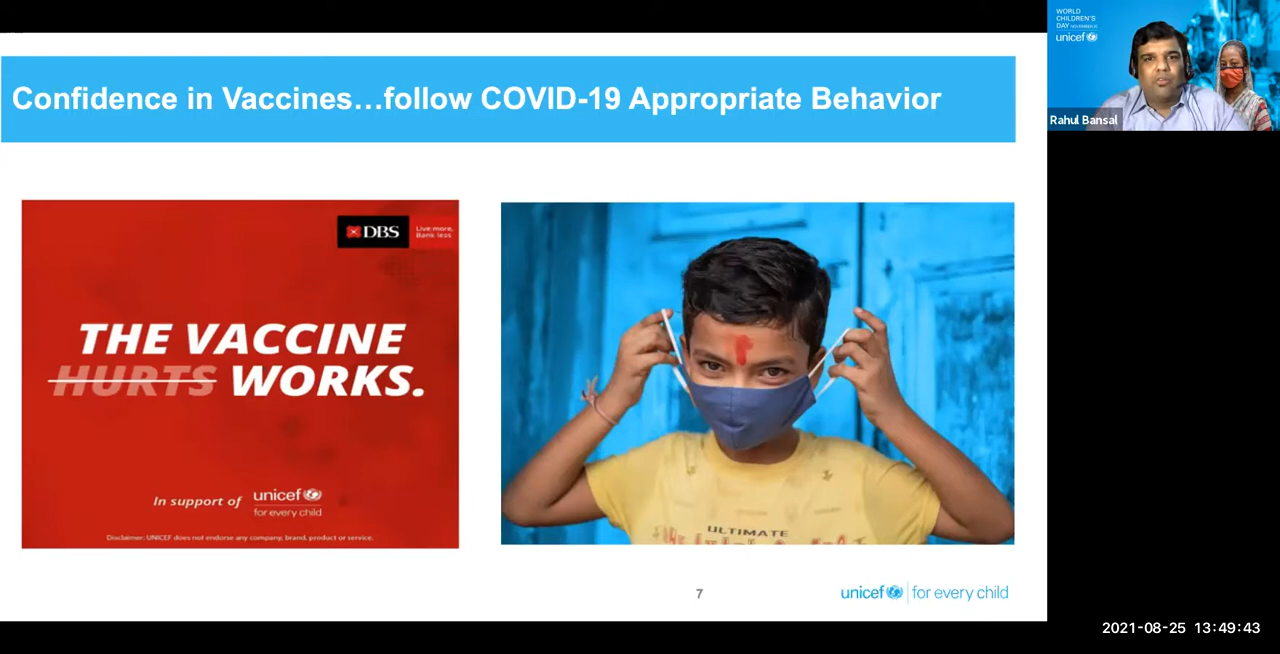 Confidence in Vaccines…follow COVID-19 Appropriate Behavior
DBS
Live more,
Bank less
THE VACCINE
HURTS WORKS.
In support of
unicef
for every child
Disclaimer: UNICEF does not endorse any company, brand, product or service.
ULTIMATE
7
unicef for every child
WORLD
CHILDREN'S
DAY
unicef
Rahul Bansal
2021-08-25 13:49:43